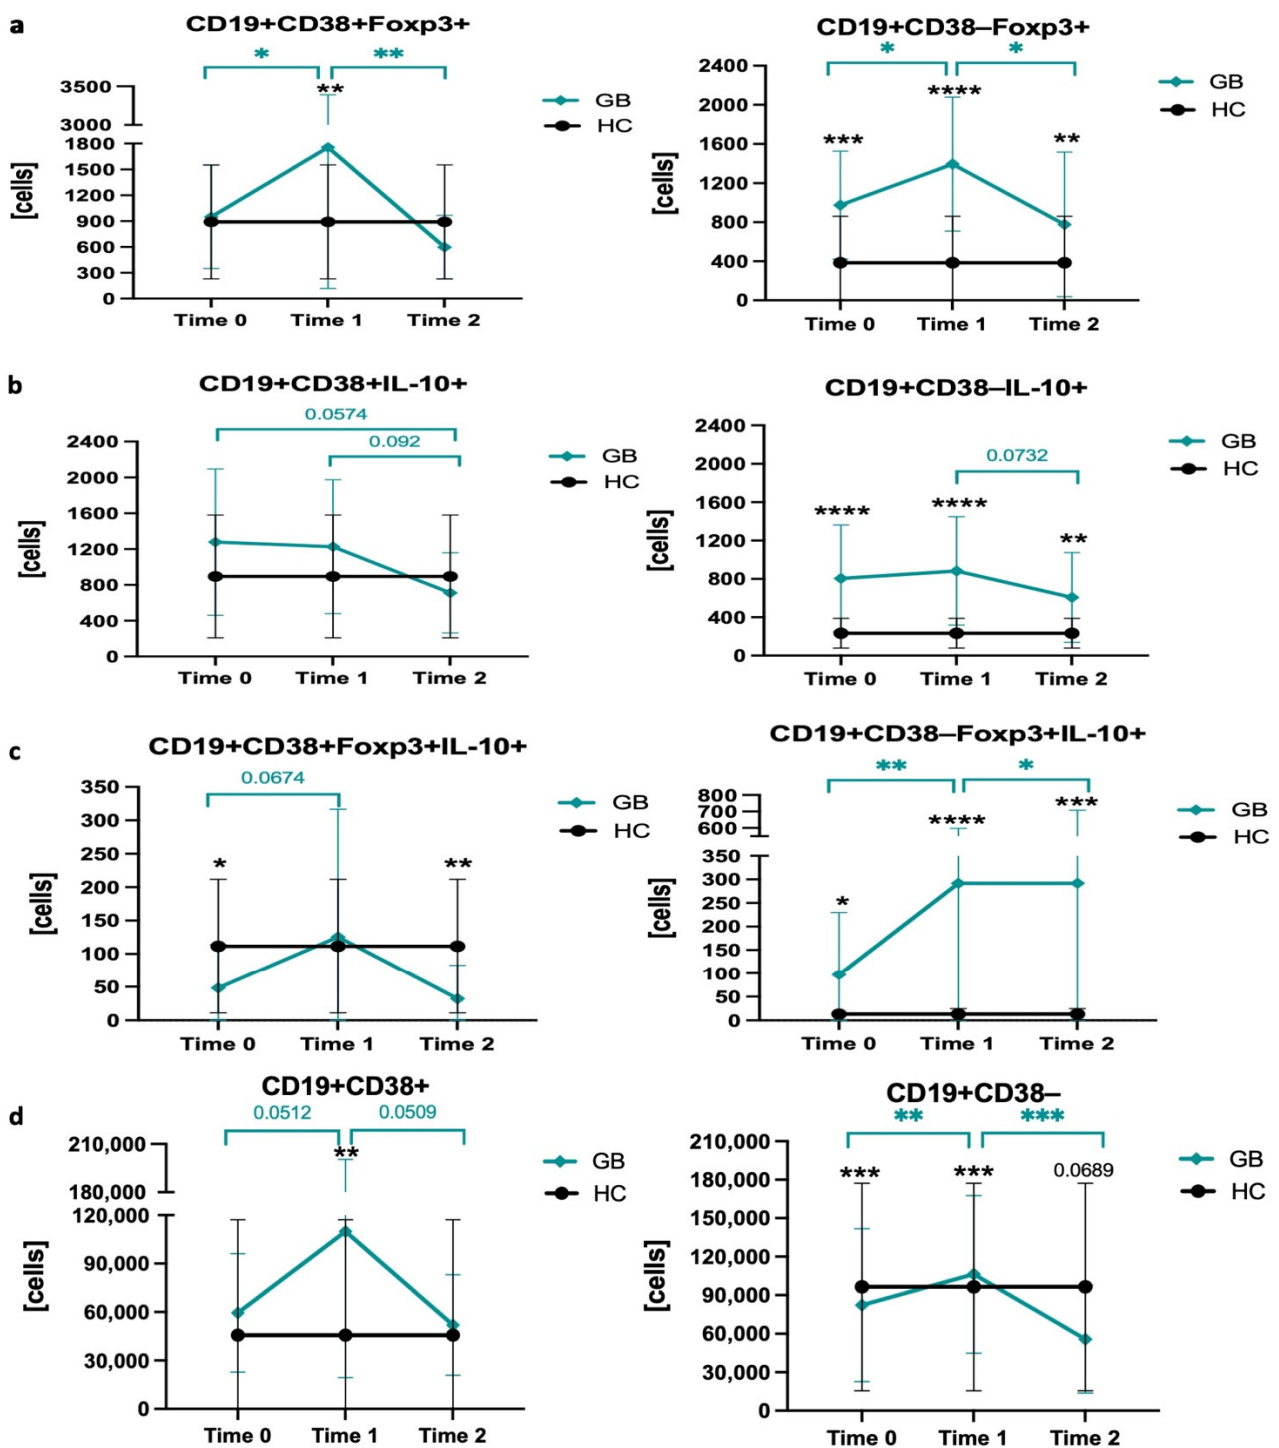 a
CD19+CD38+Foxp3+
* **
**
3500
3000
1800
1500
1200
900
600
300
0
[cells]
Time 0 Time 1 Time 2
GB
HC
CD19+CD38–Foxp3+
* *
*** **** **
2400
2000
1600
1200
800
400
0
[cells]
Time 0 Time 1 Time 2
GB
HC
b
CD19+CD38+IL-10+
0.0574
0.092
2400
2000
1600
1200
800
400
0
[cells]
Time 0 Time 1 Time 2
GB
HC
CD19+CD38–IL-10+
0.0732
**** **** **
2400
2000
1600
1200
800
400
0
[cells]
Time 0 Time 1 Time 2
GB
HC
c
CD19+CD38+Foxp3+IL-10+
0.0674
* **
350
300
250
200
150
100
50
0
[cells]
Time 0 Time 1 Time 2
GB
HC
CD19+CD38–Foxp3+IL-10+
** *
* **** ***
800
700
600
350
300
250
200
150
100
50
0
[cells]
Time 0 Time 1 Time 2
GB
HC
d
CD19+CD38+
0.0512 0.0509
**
210,000
180,000
120,000
90,000
60,000
30,000
0
[cells]
Time 0 Time 1 Time 2
GB
HC
CD19+CD38–
** ***
*** *** 0.0689
210,000
180,000
150,000
120,000
90,000
60,000
30,000
0
[cells]
Time 0 Time 1 Time 2
GB
HC